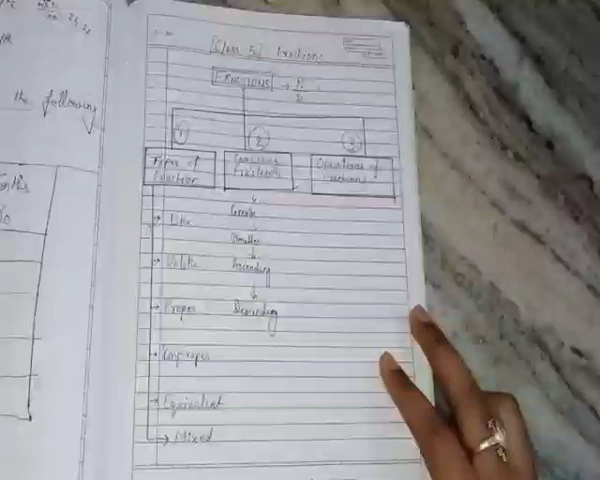 the following
[Class 5] Fractions
FRACTIONS → N/D
1 2 3
Types of Fraction
Comparing Fractions
Operations of Fractions
→ Like
Greater
Smaller
→ Unlike
Ascending
→ Proper
Descending
→ Improper
→ Equivalent
→ Mixed